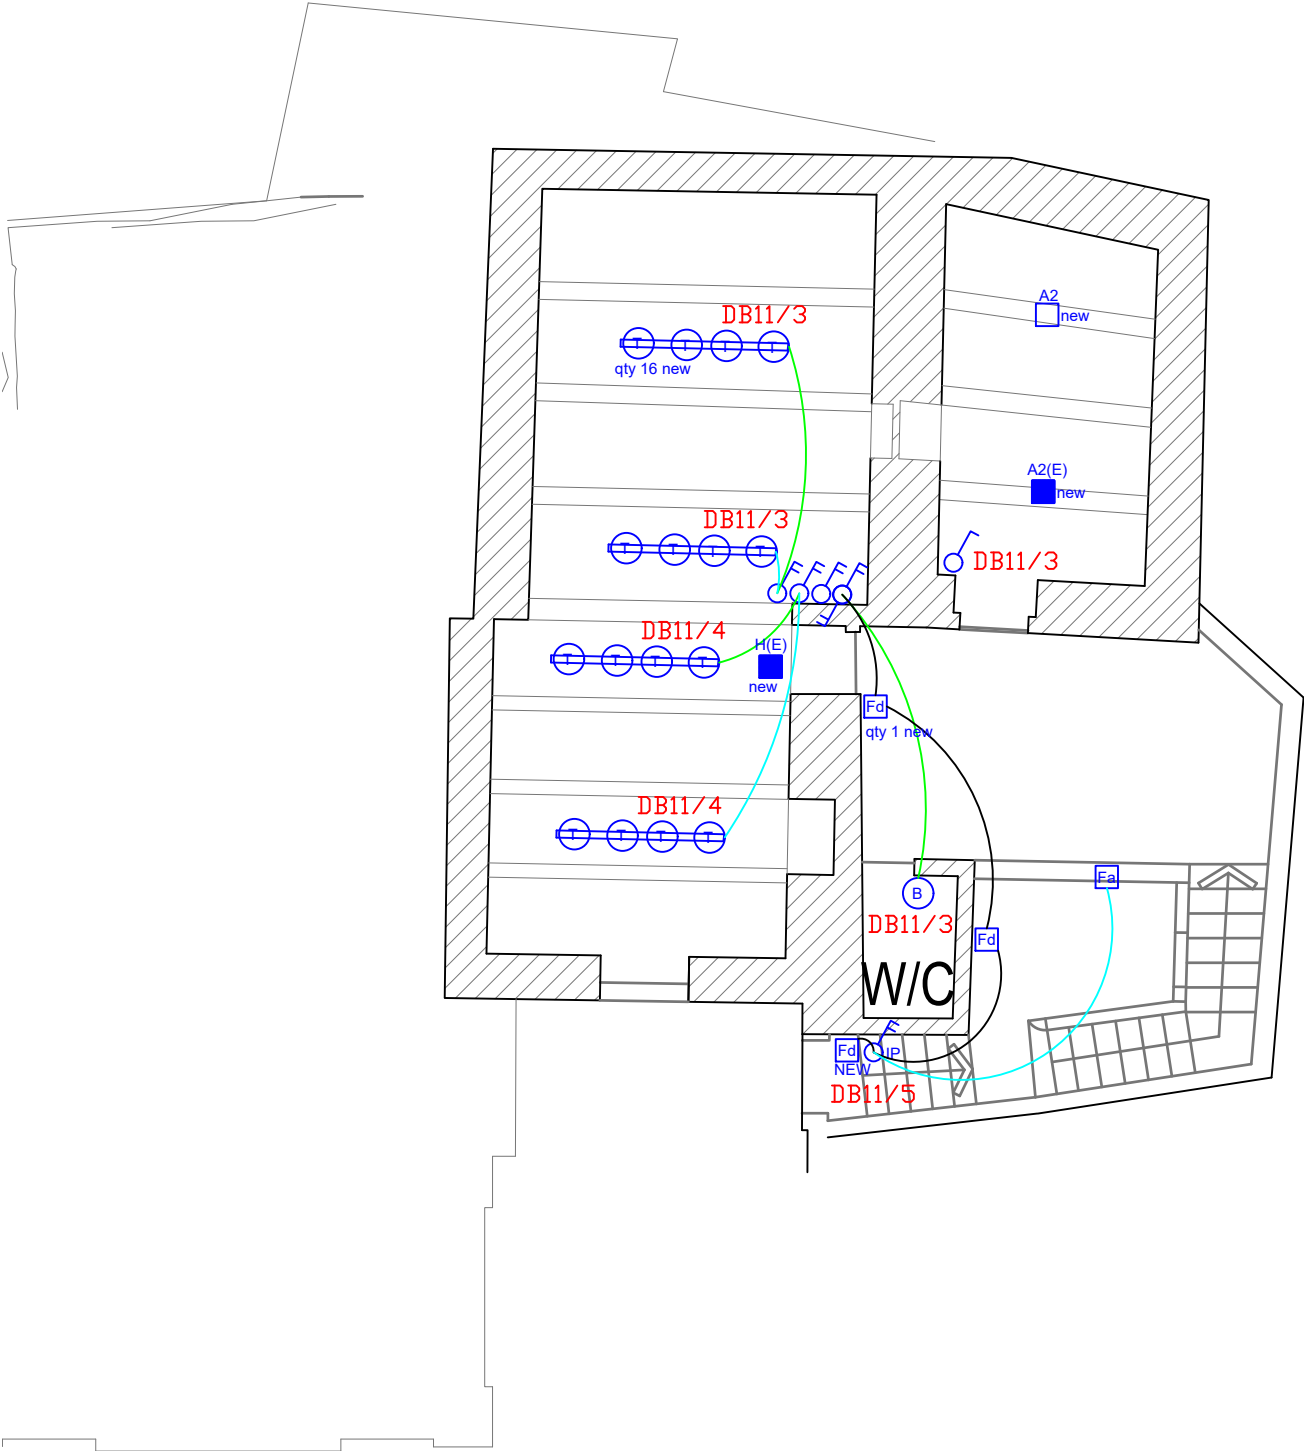 A2
new
DB11/3
T T T T
qty 16 new
A2(E)
new
DB11/3
T T T T
DB11/3
DB11/4
H(E)
T T T T
new
Fd
qty 1 new
DB11/4
T T T T
Fa
B
DB11/3
Fd
W/C
Fd
IP
NEW
DB11/5